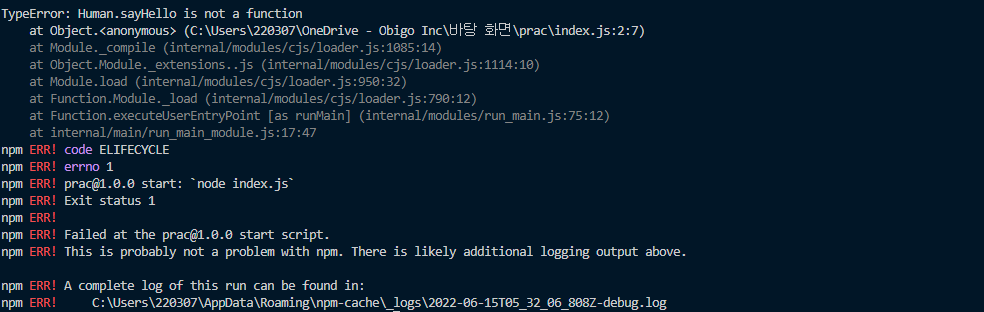 TypeError: Human.sayHello is not a function
    at Object.<anonymous> (C:\Users\220307\OneDrive - Obigo Inc\바탕 화면\prac\index.js:2:7)
    at Module._compile (internal/modules/cjs/loader.js:1085:14)
    at Object.Module._extensions..js (internal/modules/cjs/loader.js:1114:10)
    at Module.load (internal/modules/cjs/loader.js:950:32)
    at Function.Module._load (internal/modules/cjs/loader.js:790:12)
    at Function.executeUserEntryPoint [as runMain] (internal/modules/run_main.js:75:12)
    at internal/main/run_main_module.js:17:47
npm ERR! code ELIFECYCLE
npm ERR! errno 1
npm ERR! prac@1.0.0 start: `node index.js`
npm ERR! Exit status 1
npm ERR!
npm ERR! Failed at the prac@1.0.0 start script.
npm ERR! This is probably not a problem with npm. There is likely additional logging output above.

npm ERR! A complete log of this run can be found in:
npm ERR!     C:\Users\220307\AppData\Roaming\npm-cache\_logs\2022-06-15T05_32_06_808Z-debug.log